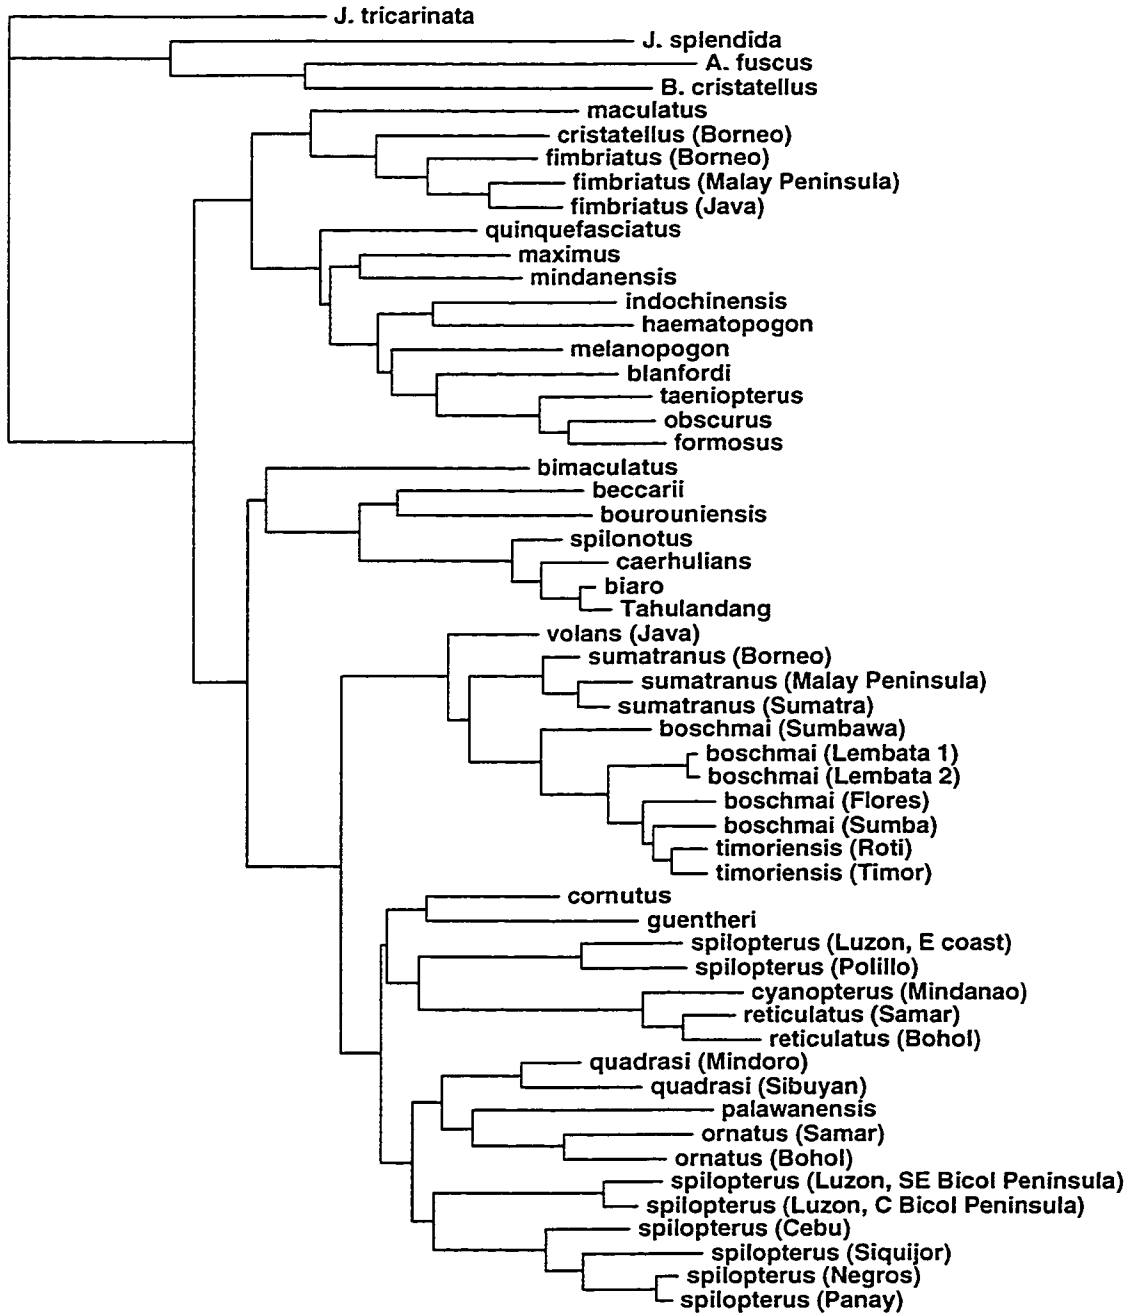 J. tricarinata
J. splendida
A. fuscus
B. cristatellus
maculatus
cristatellus (Borneo)
fimbriatus (Borneo)
fimbriatus (Malay Peninsula)
fimbriatus (Java)
quinquefasciatus
maximus
mindanensis
indochinensis
haematopogon
melanopogon
blanfordi
taeniopterus
obscurus
formosus
bimaculatus
beccarii
bourouniensis
spilonotus
caerhulians
biaro
Tahulandang
volans (Java)
sumatranus (Borneo)
sumatranus (Malay Peninsula)
sumatranus (Sumatra)
boschmai (Sumbawa)
boschmai (Lembata 1)
boschmai (Lembata 2)
boschmai (Flores)
boschmai (Sumba)
timoriensis (Roti)
timoriensis (Timor)
cornutus
guentheri
spilopterus (Luzon, E coast)
spilopterus (Polillo)
cyanopterus (Mindanao)
reticulatus (Samar)
reticulatus (Bohol)
quadrasi (Mindoro)
quadrasi (Sibuyan)
palawanensis
ornatus (Samar)
ornatus (Bohol)
spilopterus (Luzon, SE Bicol Peninsula)
spilopterus (Luzon, C Bicol Peninsula)
spilopterus (Cebu)
spilopterus (Siquijor)
spilopterus (Negros)
spilopterus (Panay)